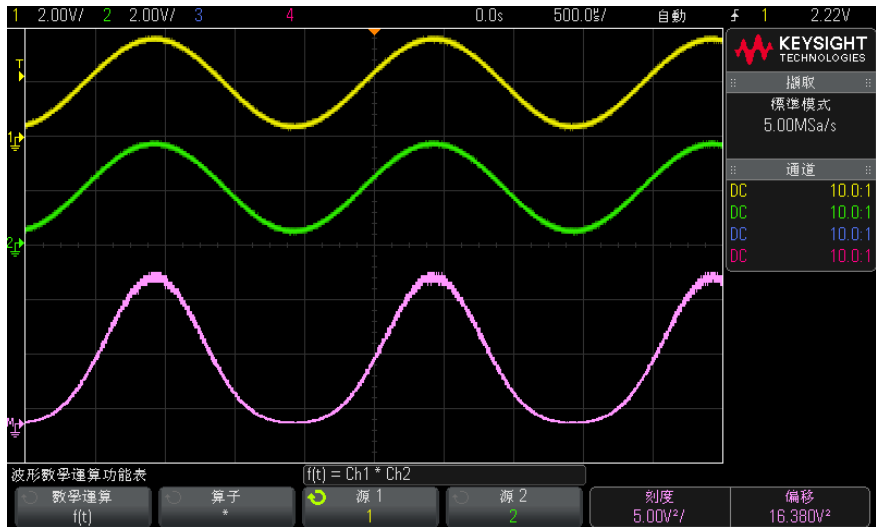 1 2.00V/ 2 2.00V/ 3 4 0.0s 500.0㎲/ 自動 1 2.22V
KEYSIGHT
TECHNOLOGIES
擷取
標準模式
5.00MSa/s
通道
DC 10.0:1
DC 10.0:1
DC 10.0:1
DC 10.0:1
T
1
2
M
波形數學運算功能表
f(t) = Ch1 * Ch2
數學運算
f(t)
算子
*
源 1
1
源 2
2
刻度
5.00V²/
偏移
16.380V²